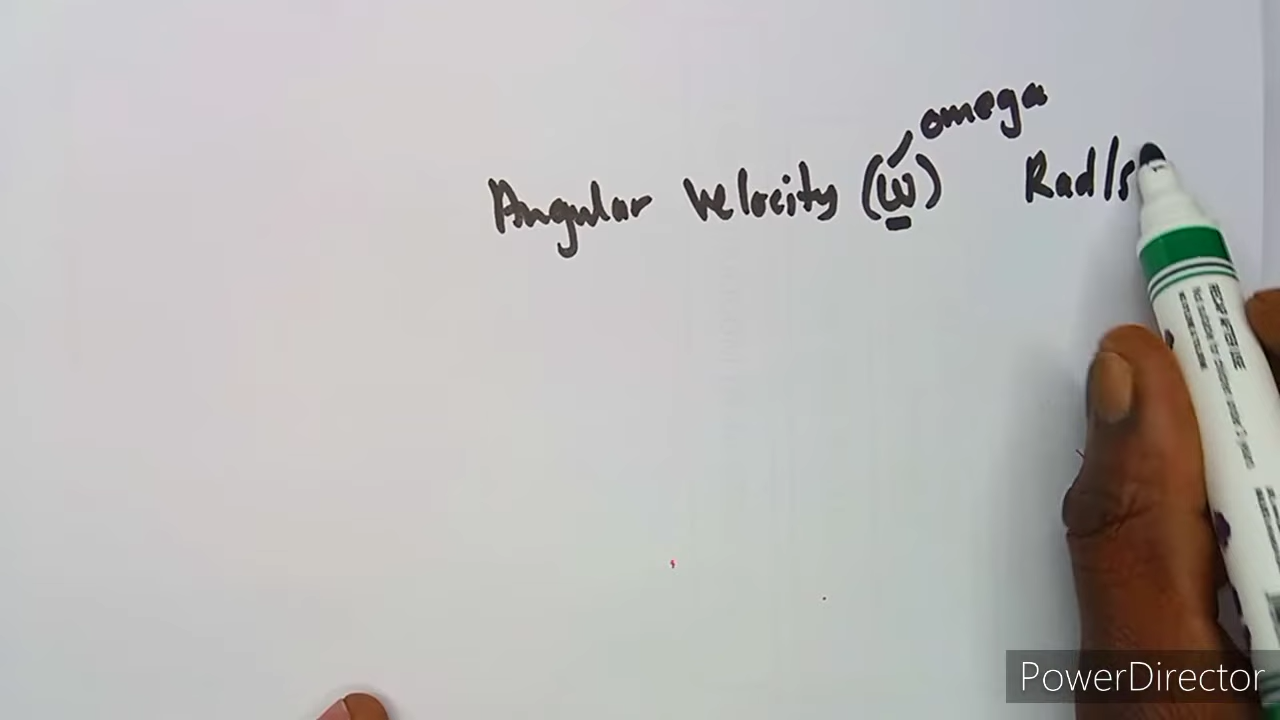 omega
Angular Velocity (ω) Rad/s
PowerDirector